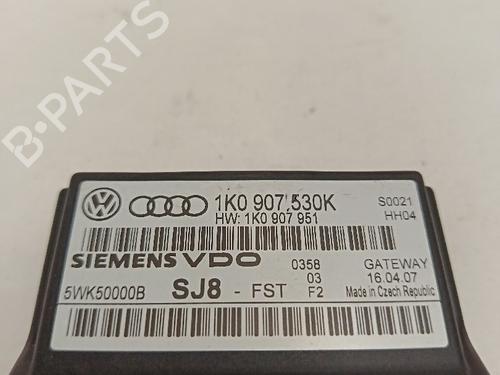 B-PARTS
1K0 907 530K
HW: 1K0 907 951
S0021
HH04
SIEMENS VDO
0358
03
F2
GATEWAY
16.04.07
Made in Czech Republic
5WK50000B
SJ8 - FST